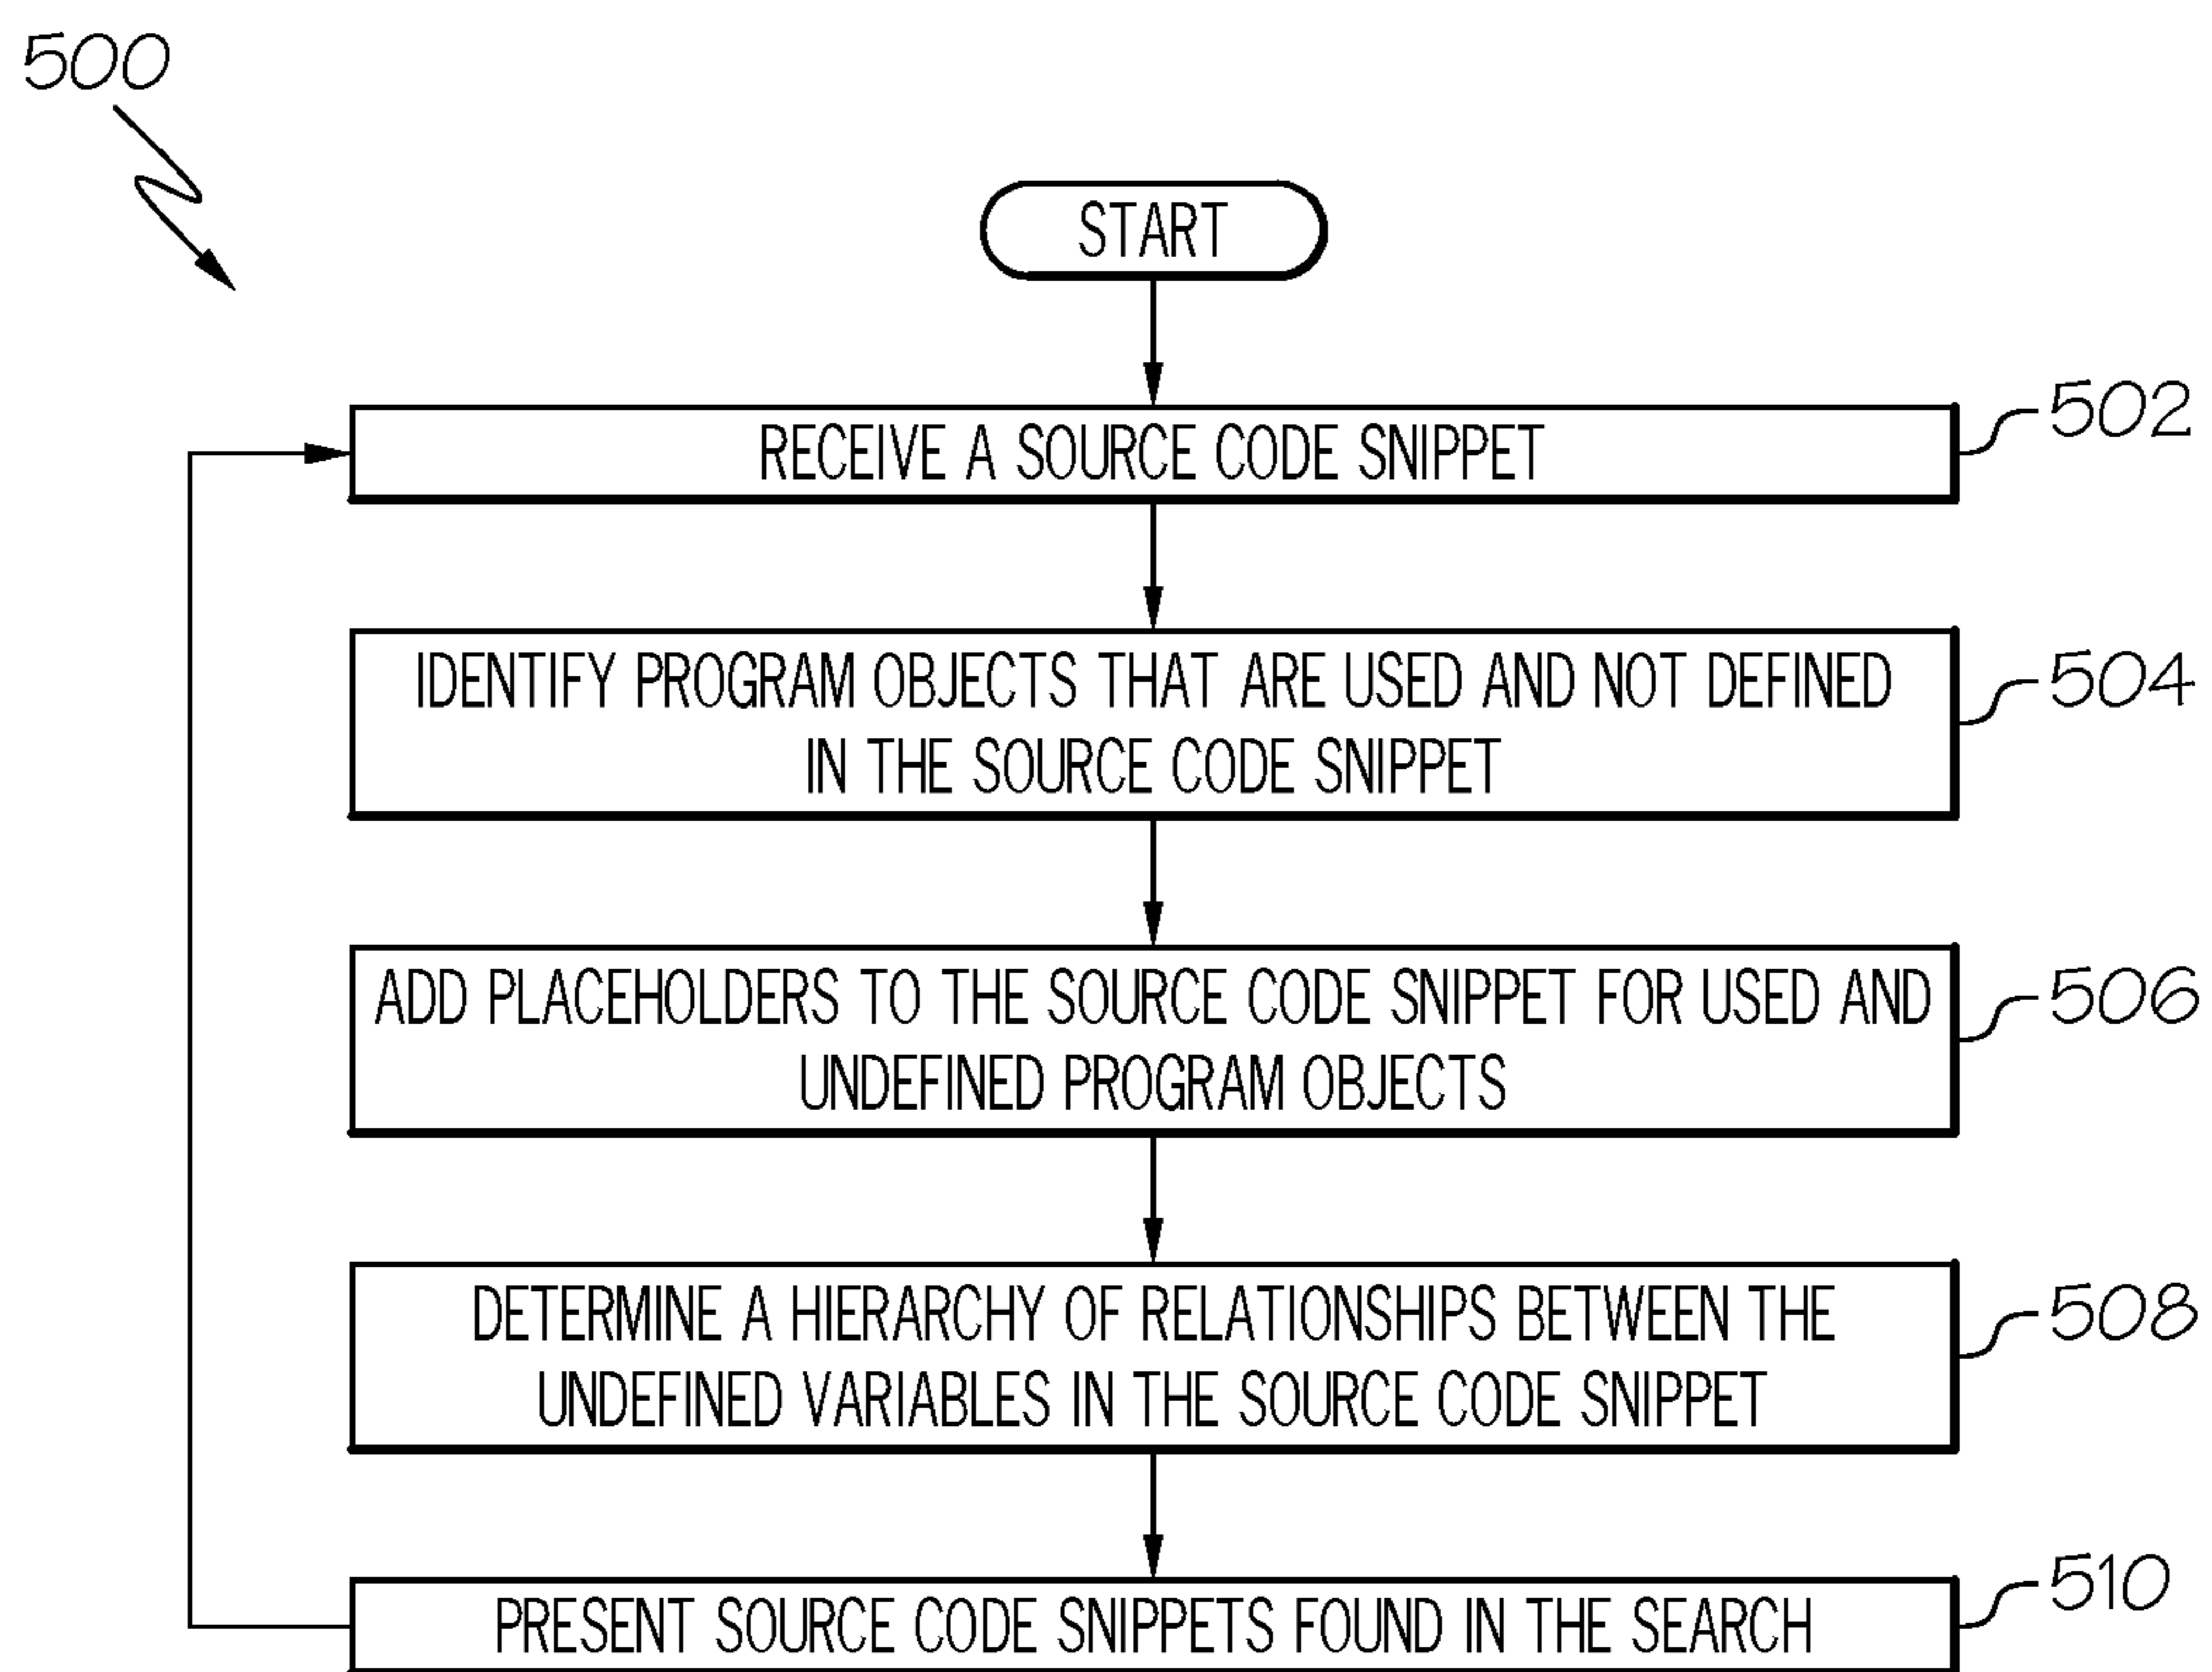 500
START
RECEIVE A SOURCE CODE SNIPPET
502
IDENTIFY PROGRAM OBJECTS THAT ARE USED AND NOT DEFINED
IN THE SOURCE CODE SNIPPET
504
ADD PLACEHOLDERS TO THE SOURCE CODE SNIPPET FOR USED AND
UNDEFINED PROGRAM OBJECTS
506
DETERMINE A HIERARCHY OF RELATIONSHIPS BETWEEN THE
UNDEFINED VARIABLES IN THE SOURCE CODE SNIPPET
508
PRESENT SOURCE CODE SNIPPETS FOUND IN THE SEARCH
510